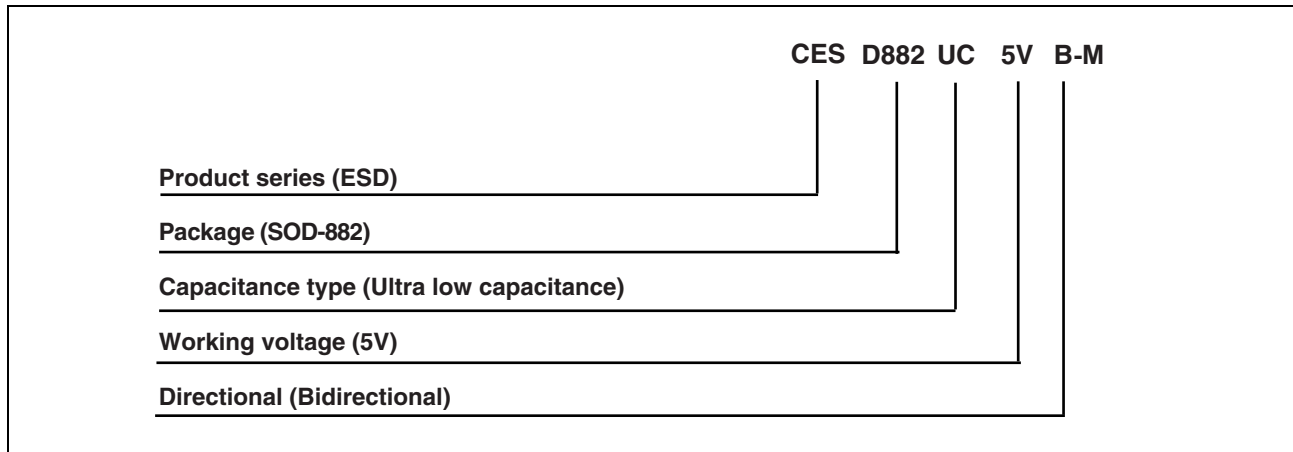 CES D882 UC 5V B-M
Product series (ESD)
Package (SOD-882)
Capacitance type (Ultra low capacitance)
Working voltage (5V)
Directional (Bidirectional)